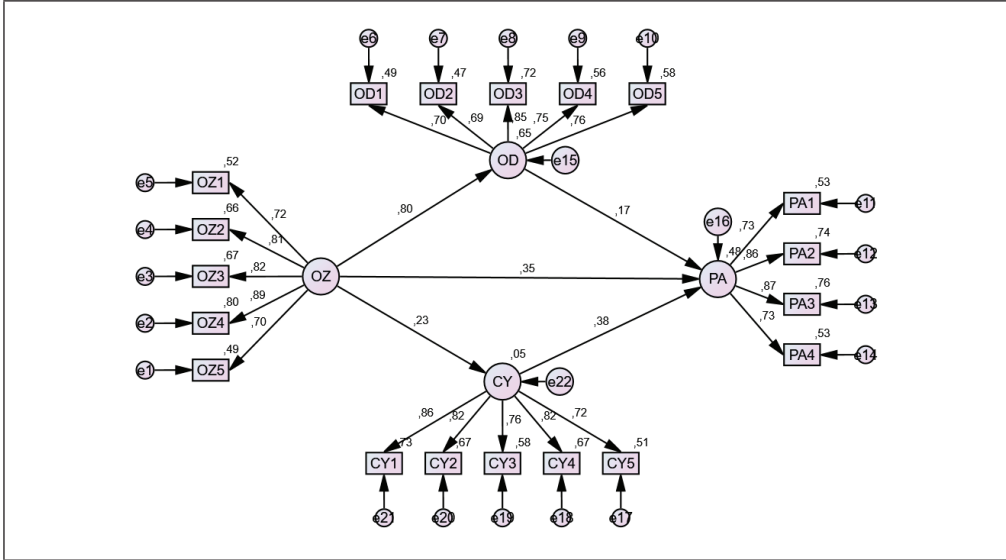 e6 e7 e8 e9 e10
,49 ,47 ,72 ,56 ,58
OD1 OD2 OD3 OD4 OD5
,70 ,69 ,85 ,75 ,76
,65
OD e15
,52
e5 OZ1
,72
,66
e4 OZ2
,81
,67
e3 OZ3
,82
,80
e2 OZ4
,89
,49
e1 OZ5
,70
OZ
,80
,17
,35
,23
,38
e16
,48
PA
,53
PA1 e11
,73
,74
PA2 e12
,86
,76
PA3 e13
,87
,53
PA4 e14
,73
,05
CY e22
,86 ,82 ,76 ,82 ,72
,73 ,67 ,58 ,67 ,51
CY1 CY2 CY3 CY4 CY5
e21 e20 e19 e18 e17